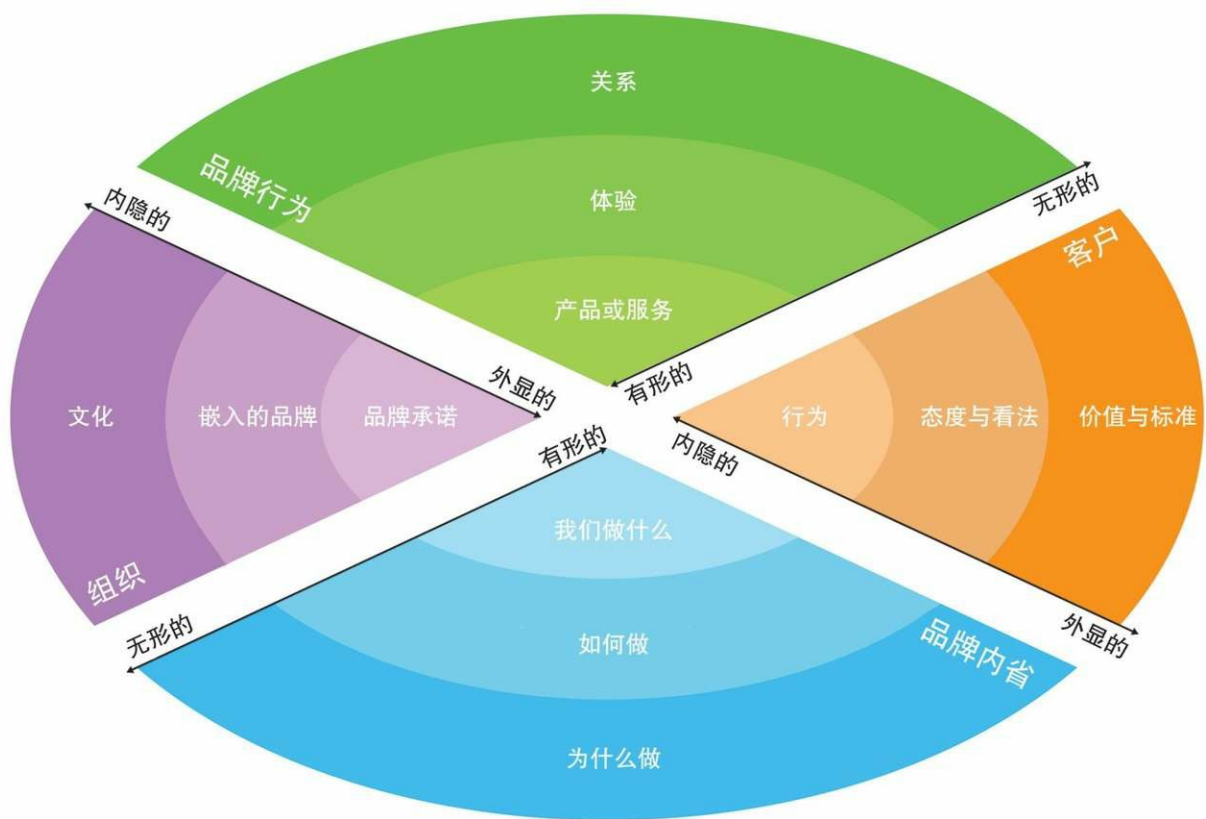 关系
品牌行为
体验
内隐的
无形的
客户
产品或服务
外显的
有形的
文化
嵌入的品牌
品牌承诺
行为
态度与看法
价值与标准
有形的
内隐的
我们做什么
组织
无形的
如何做
品牌内省
外显的
为什么做